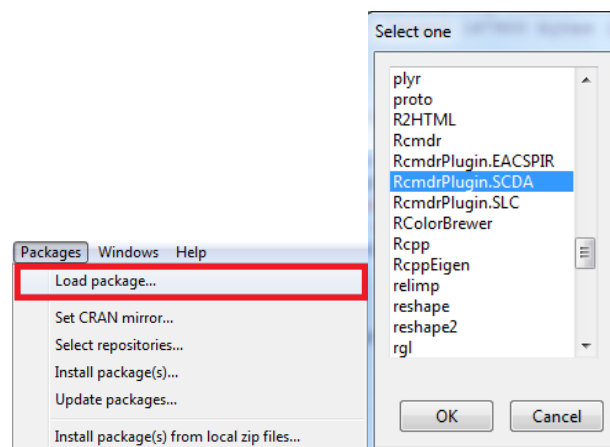 Packages Windows Help
Load package...
Set CRAN mirror...
Select repositories...
Install package(s)...
Update packages...
Install package(s) from local zip files...
Select one
plyr
proto
R2HTML
Rcmdr
RcmdrPlugin.EACSPIR
RcmdrPlugin.SCDA
RcmdrPlugin.SLC
RColorBrewer
Rcpp
RcppEigen
relimp
reshape
reshape2
rgl
OK Cancel